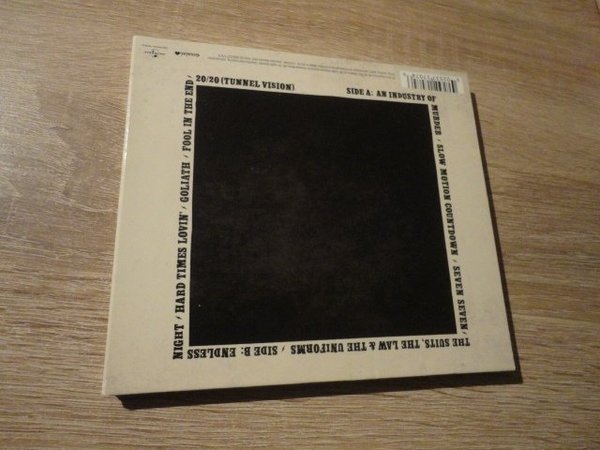 SIDE A: AN INDUSTRY OF
MURDER / SLOW MOTION COUNTDOWN / SEVEN SEVEN /
THE SUITS, THE LAW & THE UNIFORMS / SIDE B: ENDLESS
NIGHT / HARD TIMES LOVIN' / GOLIATH / FOOL IN THE END /
20/20 (TUNNEL VISION)